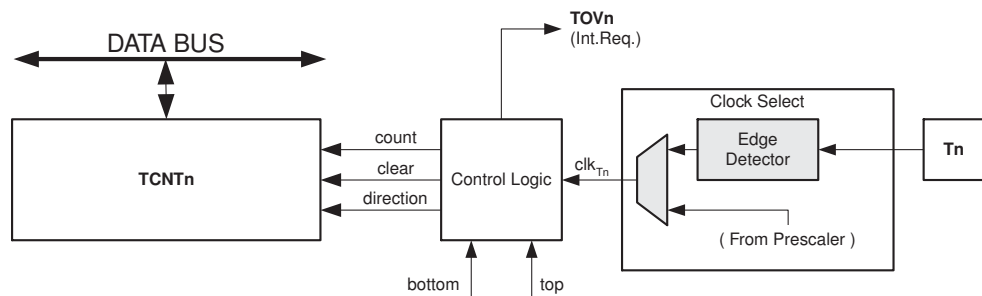 TOVn
(Int.Req.)
DATA BUS
Clock Select
count
Edge
Detector
Tn
clkTn
TCNTn
clear
Control Logic
direction
( From Prescaler )
bottom
top